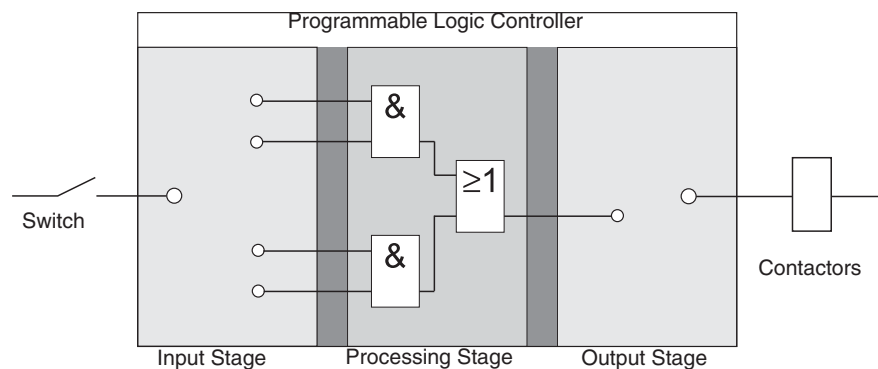 Programmable Logic Controller
&
≥1
&
Switch
Contactors
Input Stage
Processing Stage
Output Stage